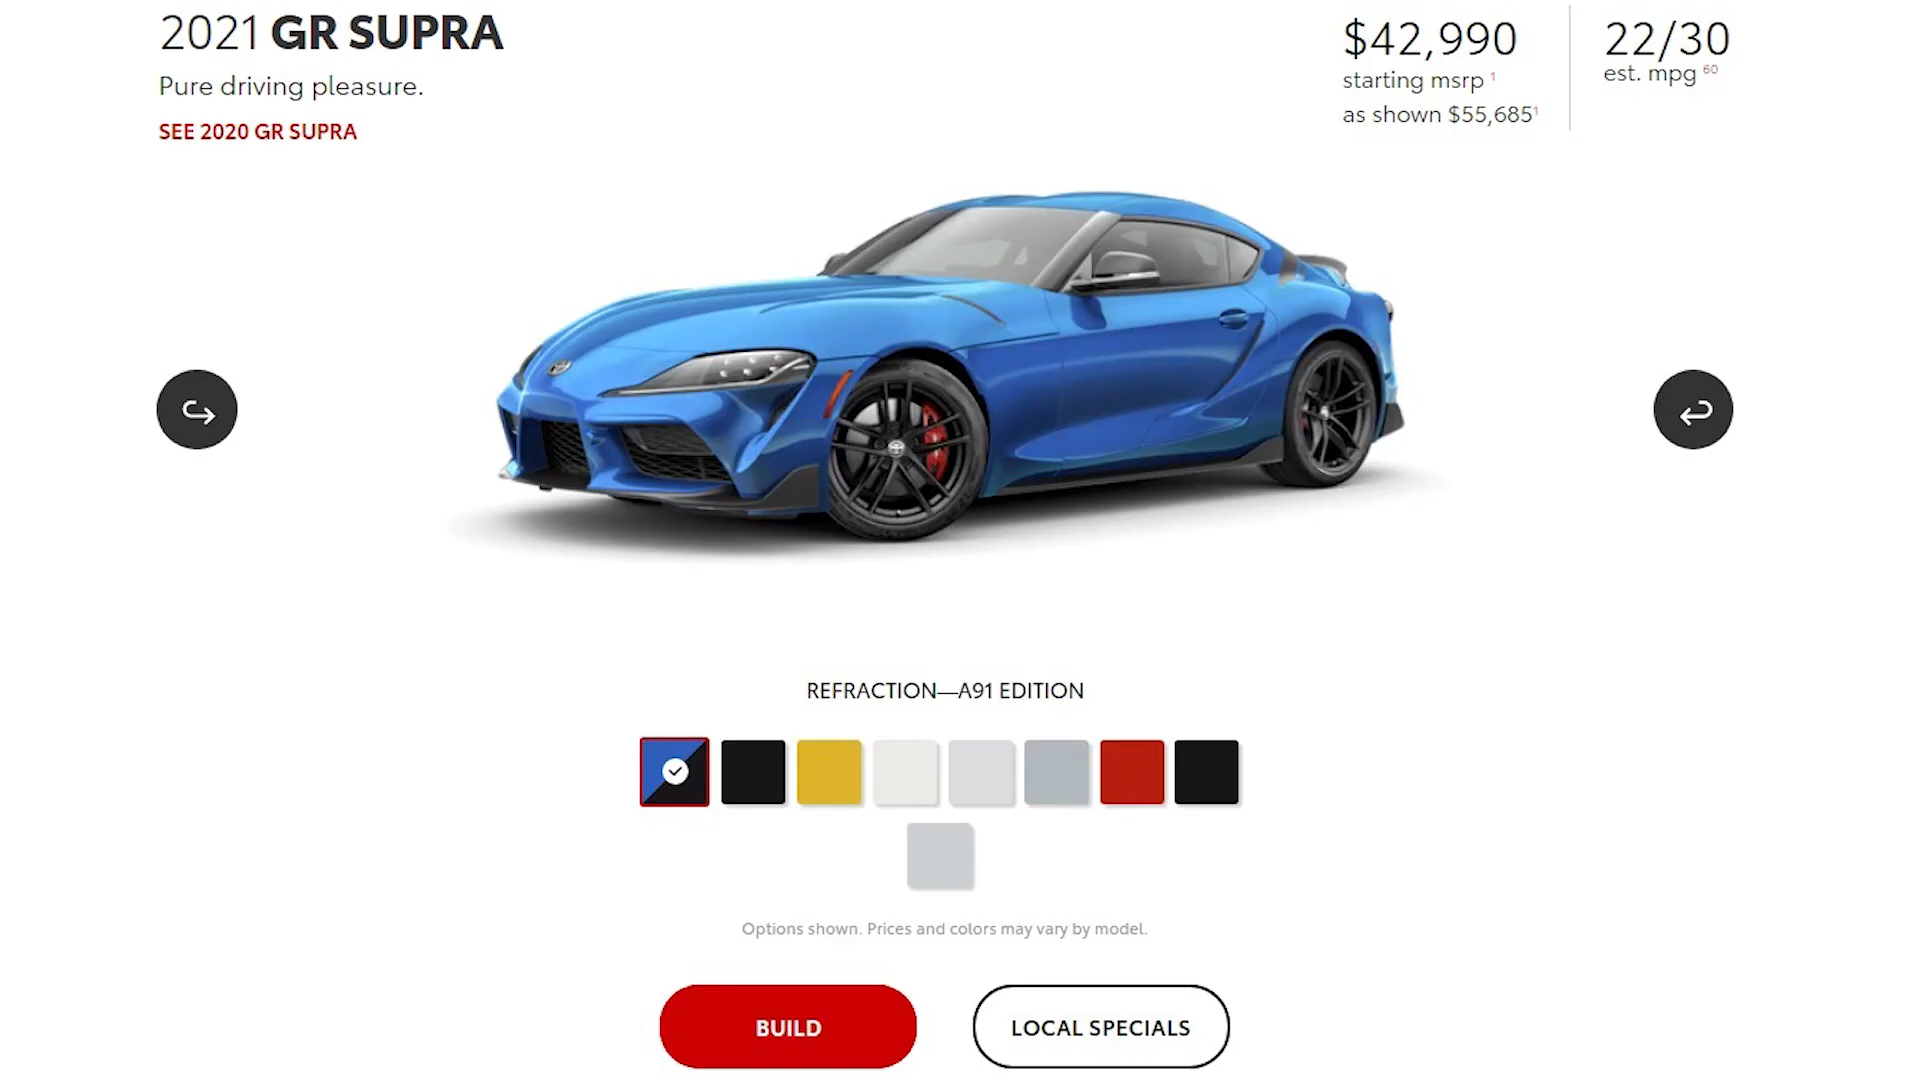 2021 GR SUPRA
Pure driving pleasure.
SEE 2020 GR SUPRA
$42,990
starting msrp 1
as shown $55,685 1
22/30
est. mpg 60
REFRACTION—A91 EDITION
Options shown. Prices and colors may vary by model.
BUILD
LOCAL SPECIALS